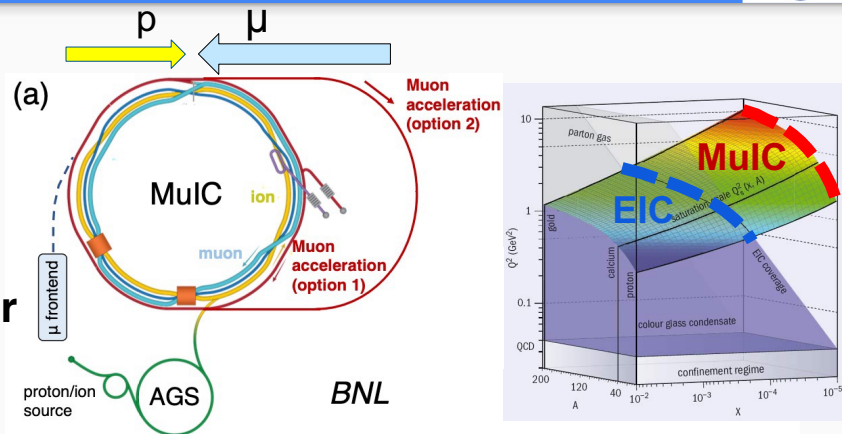 p
μ
(a)
Muon
acceleration
(option 2)
MuIC
ion
muon
Muon
acceleration
(option 1)
μ frontend
r
proton/ion
source
AGS
BNL
10
1
0.1
QCD
Q² (GeV²)
parton gas
MuIC
EIC
saturation scale Q²s (x, A)
gold
calcium
proton
EIC coverage
colour glass condensate
confinement regime
200
120
40
A
10⁻²
10⁻³
10⁻⁴
10⁻⁵
X